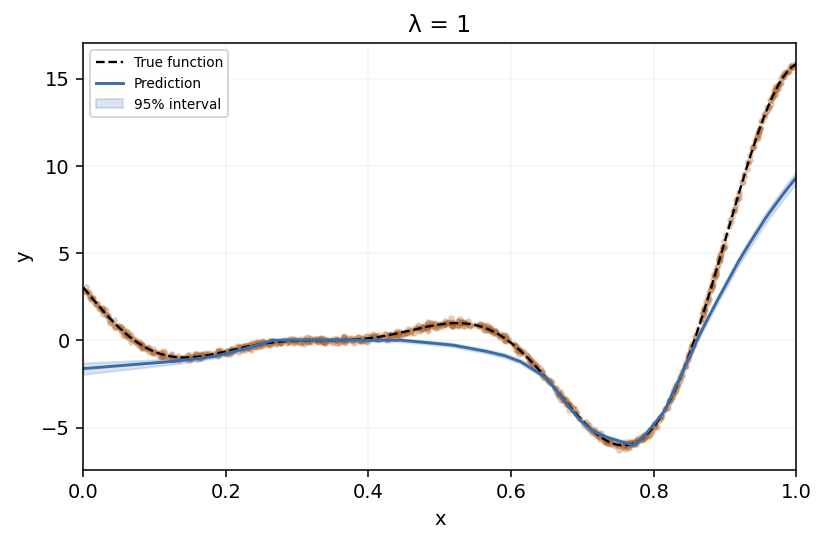 λ = 1
True function
Prediction
95% interval
15
10
5
0
−5
y
0.0 0.2 0.4 0.6 0.8 1.0
x